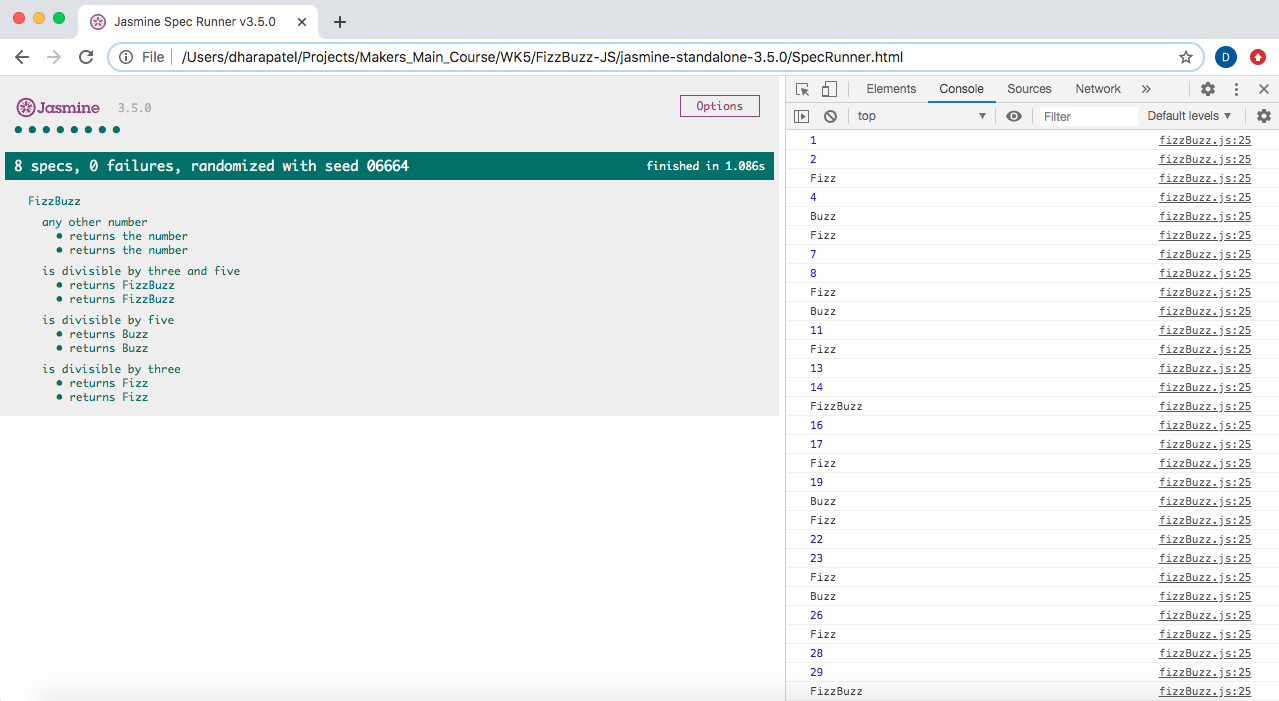 Jasmine Spec Runner v3.5.0
File /Users/dharapatel/Projects/Makers_Main_Course/WK5/FizzBuzz-JS/jasmine-standalone-3.5.0/SpecRunner.html
D
Jasmine 3.5.0
Options
8 specs, 0 failures, randomized with seed 06664
finished in 1.086s
FizzBuzz
any other number
• returns the number
• returns the number
is divisible by three and five
• returns FizzBuzz
• returns FizzBuzz
is divisible by five
• returns Buzz
• returns Buzz
is divisible by three
• returns Fizz
• returns Fizz
Elements Console Sources Network »
top Filter Default levels
1 fizzBuzz.js:25
2 fizzBuzz.js:25
Fizz fizzBuzz.js:25
4 fizzBuzz.js:25
Buzz fizzBuzz.js:25
Fizz fizzBuzz.js:25
7 fizzBuzz.js:25
8 fizzBuzz.js:25
Fizz fizzBuzz.js:25
Buzz fizzBuzz.js:25
11 fizzBuzz.js:25
Fizz fizzBuzz.js:25
13 fizzBuzz.js:25
14 fizzBuzz.js:25
FizzBuzz fizzBuzz.js:25
16 fizzBuzz.js:25
17 fizzBuzz.js:25
Fizz fizzBuzz.js:25
19 fizzBuzz.js:25
Buzz fizzBuzz.js:25
Fizz fizzBuzz.js:25
22 fizzBuzz.js:25
23 fizzBuzz.js:25
Fizz fizzBuzz.js:25
Buzz fizzBuzz.js:25
26 fizzBuzz.js:25
Fizz fizzBuzz.js:25
28 fizzBuzz.js:25
29 fizzBuzz.js:25
FizzBuzz fizzBuzz.js:25